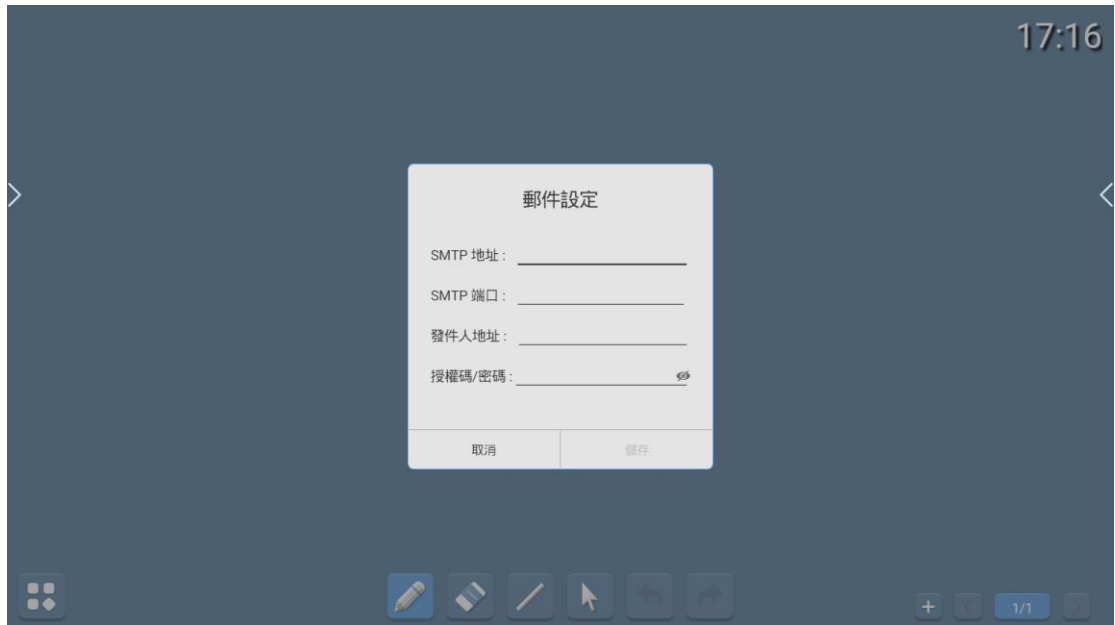 17:16
郵件設定
SMTP 地址 :
SMTP 端口 :
發件人地址 :
授權碼/密碼 :
取消
儲存
1/1